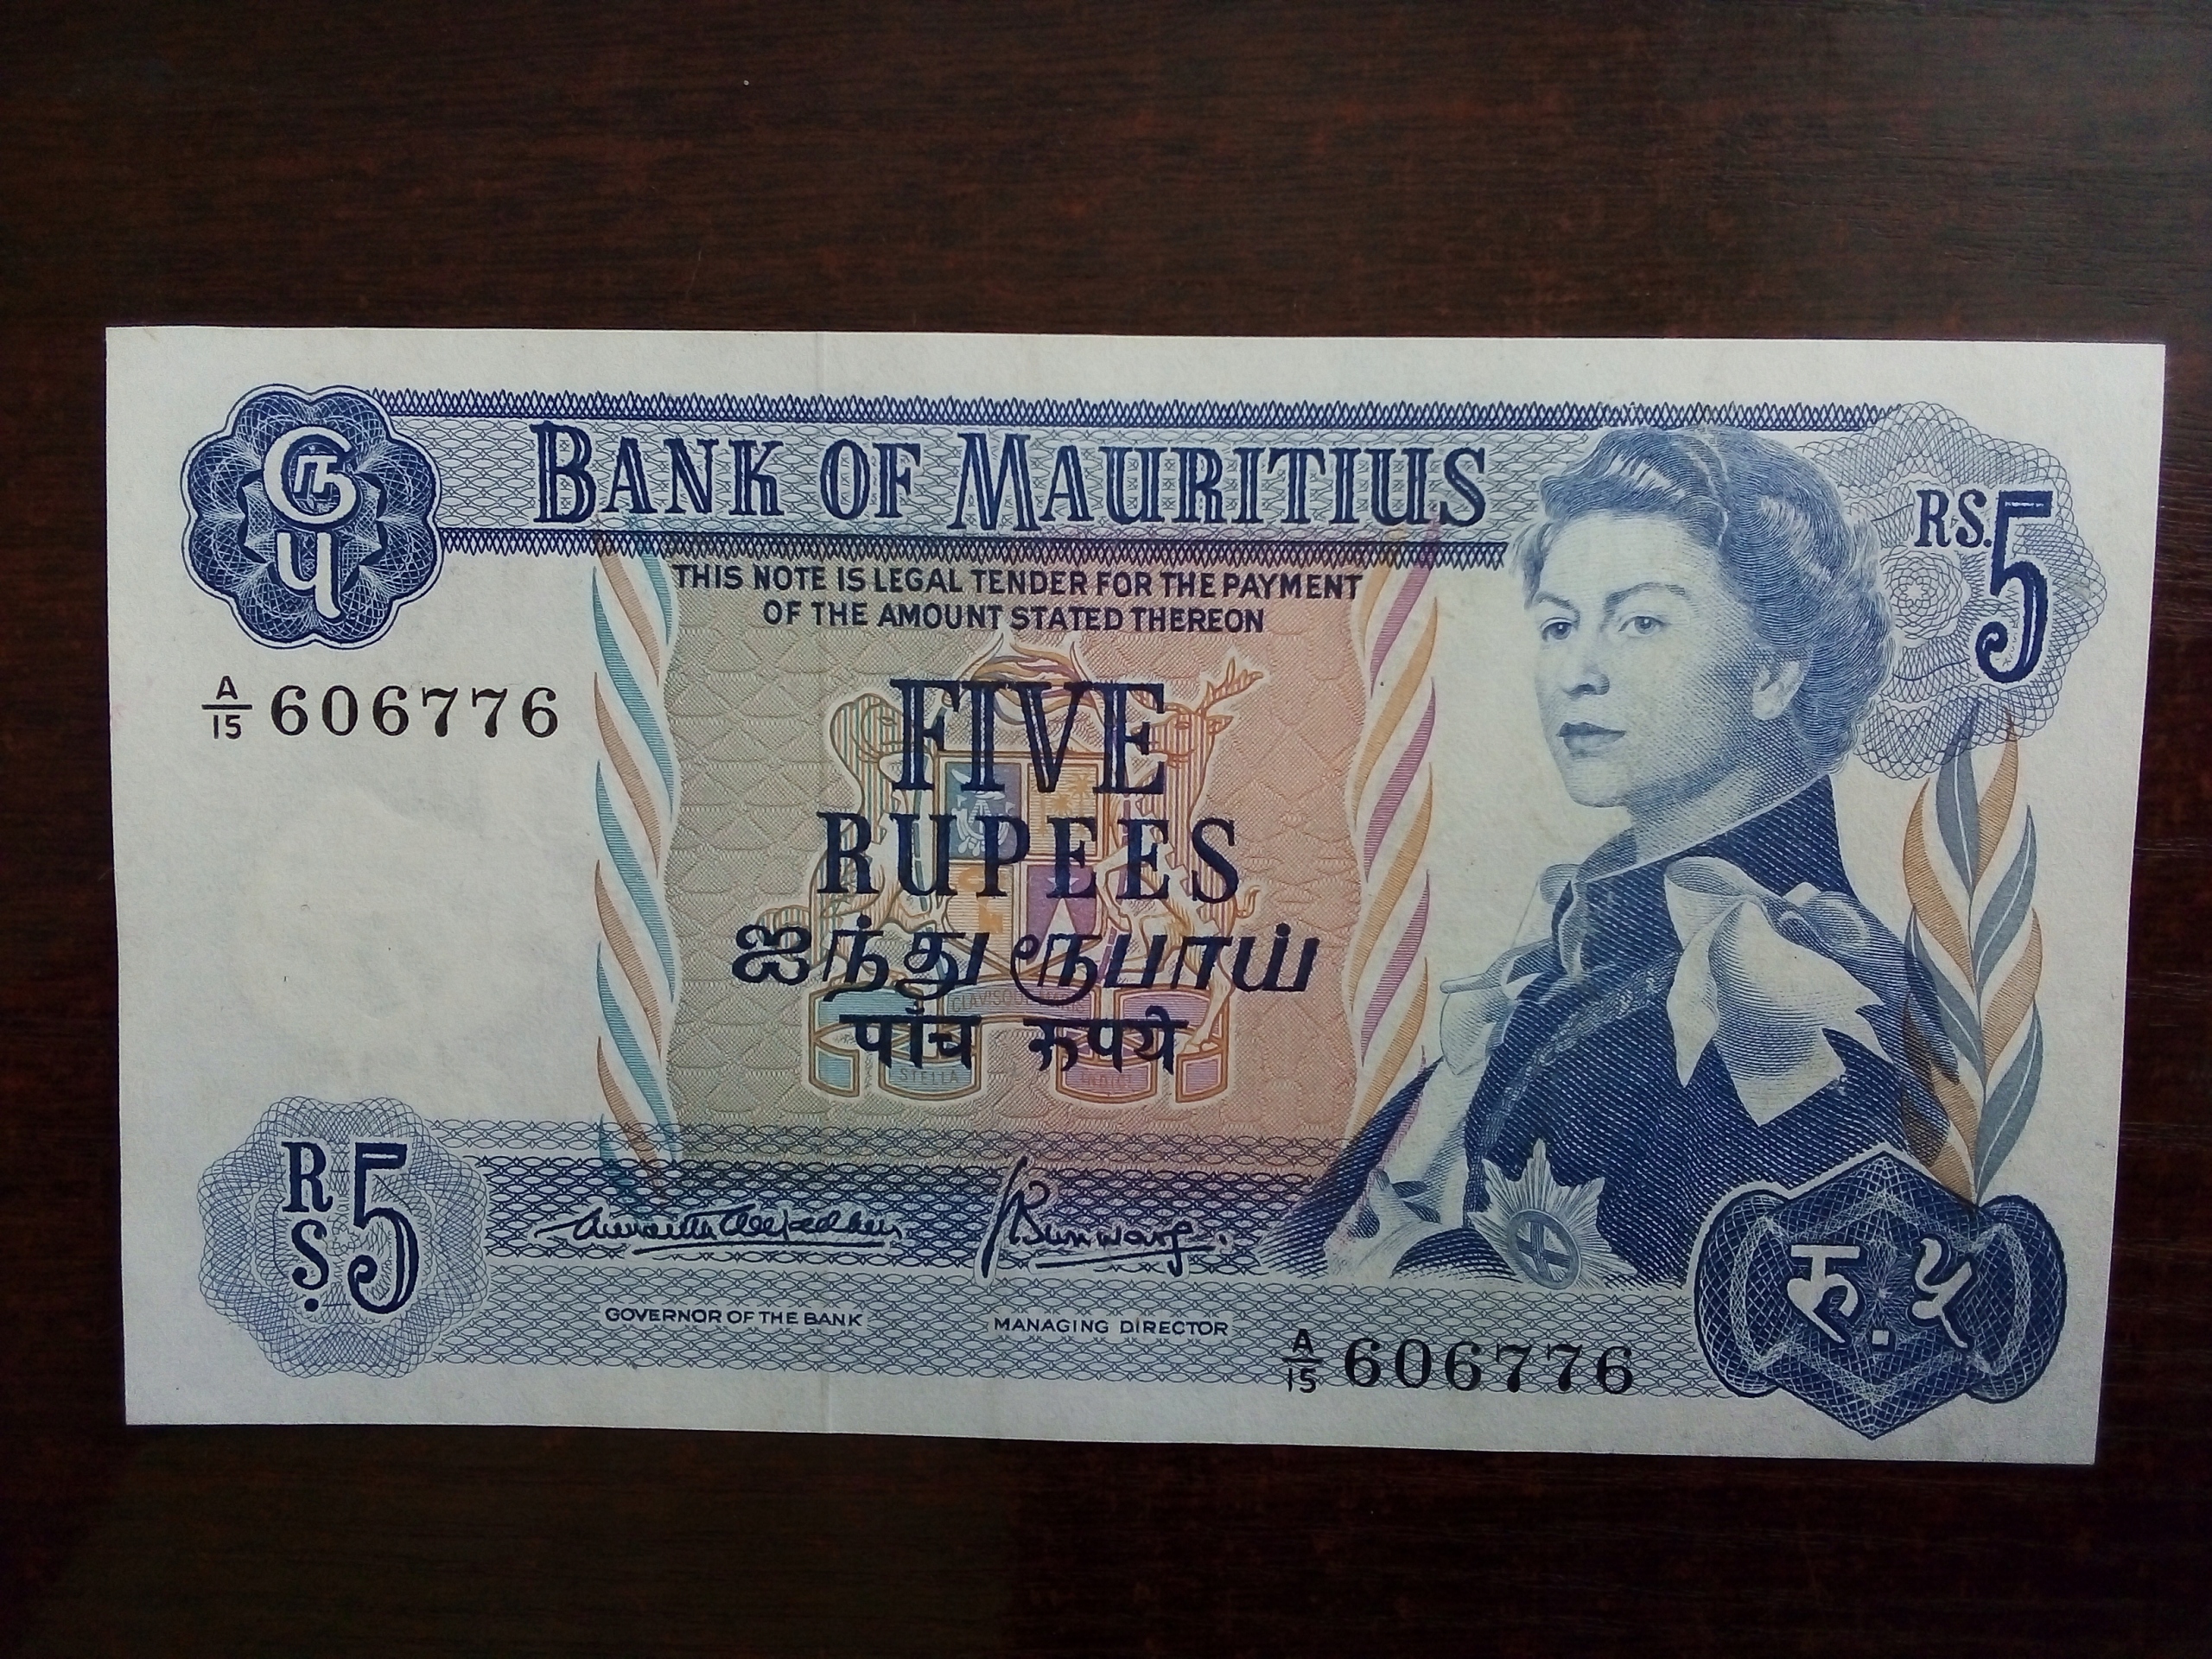 BANK OF MAURITIUS
RS.5
THIS NOTE IS LEGAL TENDER FOR THE PAYMENT
OF THE AMOUNT STATED THEREON
A/15 606776
FIVE
RUPEES
ஐந்து ரூபாய்
पाँच रुपये
STELLA
RS.5
GOVERNOR OF THE BANK
MANAGING DIRECTOR
A/15 606776
रु.५